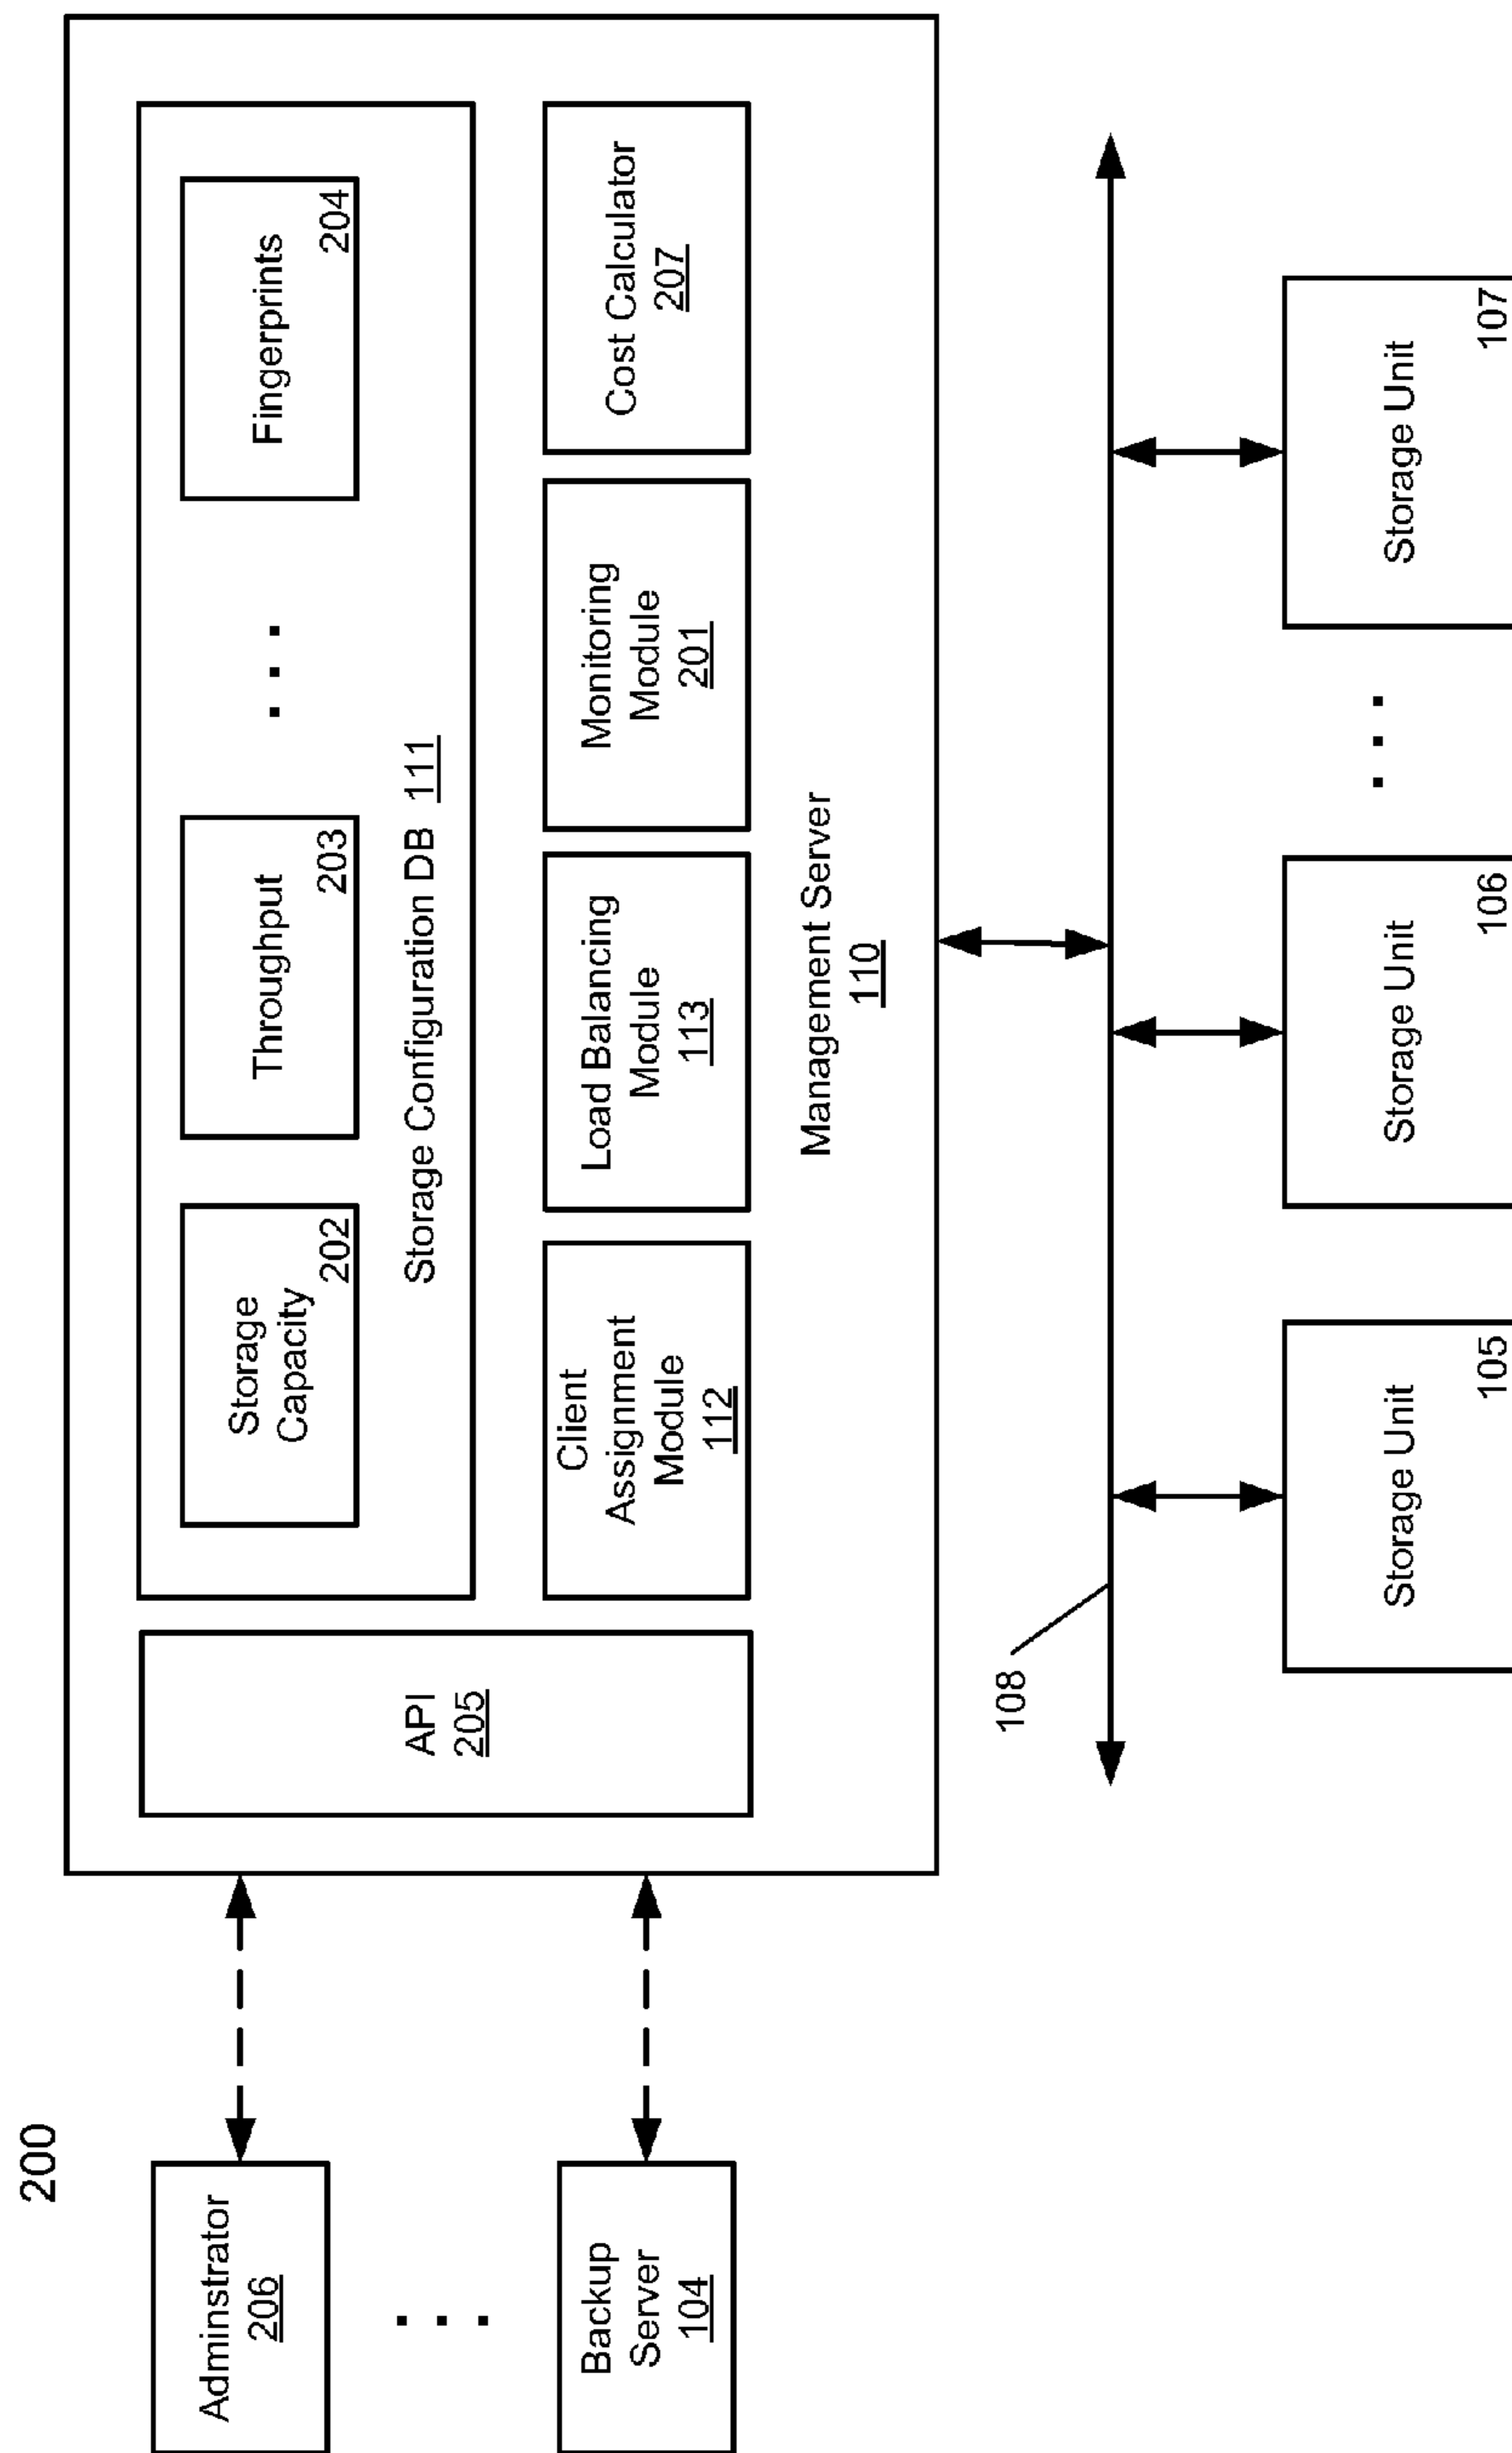 200
Adminstrator
206
. . .
Backup
Server
104
API
205
Storage
Capacity
202
Throughput
203
. . .
Fingerprints
204
Storage Configuration DB 111
Client
Assignment
Module
112
Load Balancing
Module
113
Monitoring
Module
201
Cost Calculator
207
Management Server
110
108
Storage Unit
105
Storage Unit
106
. . .
Storage Unit
107